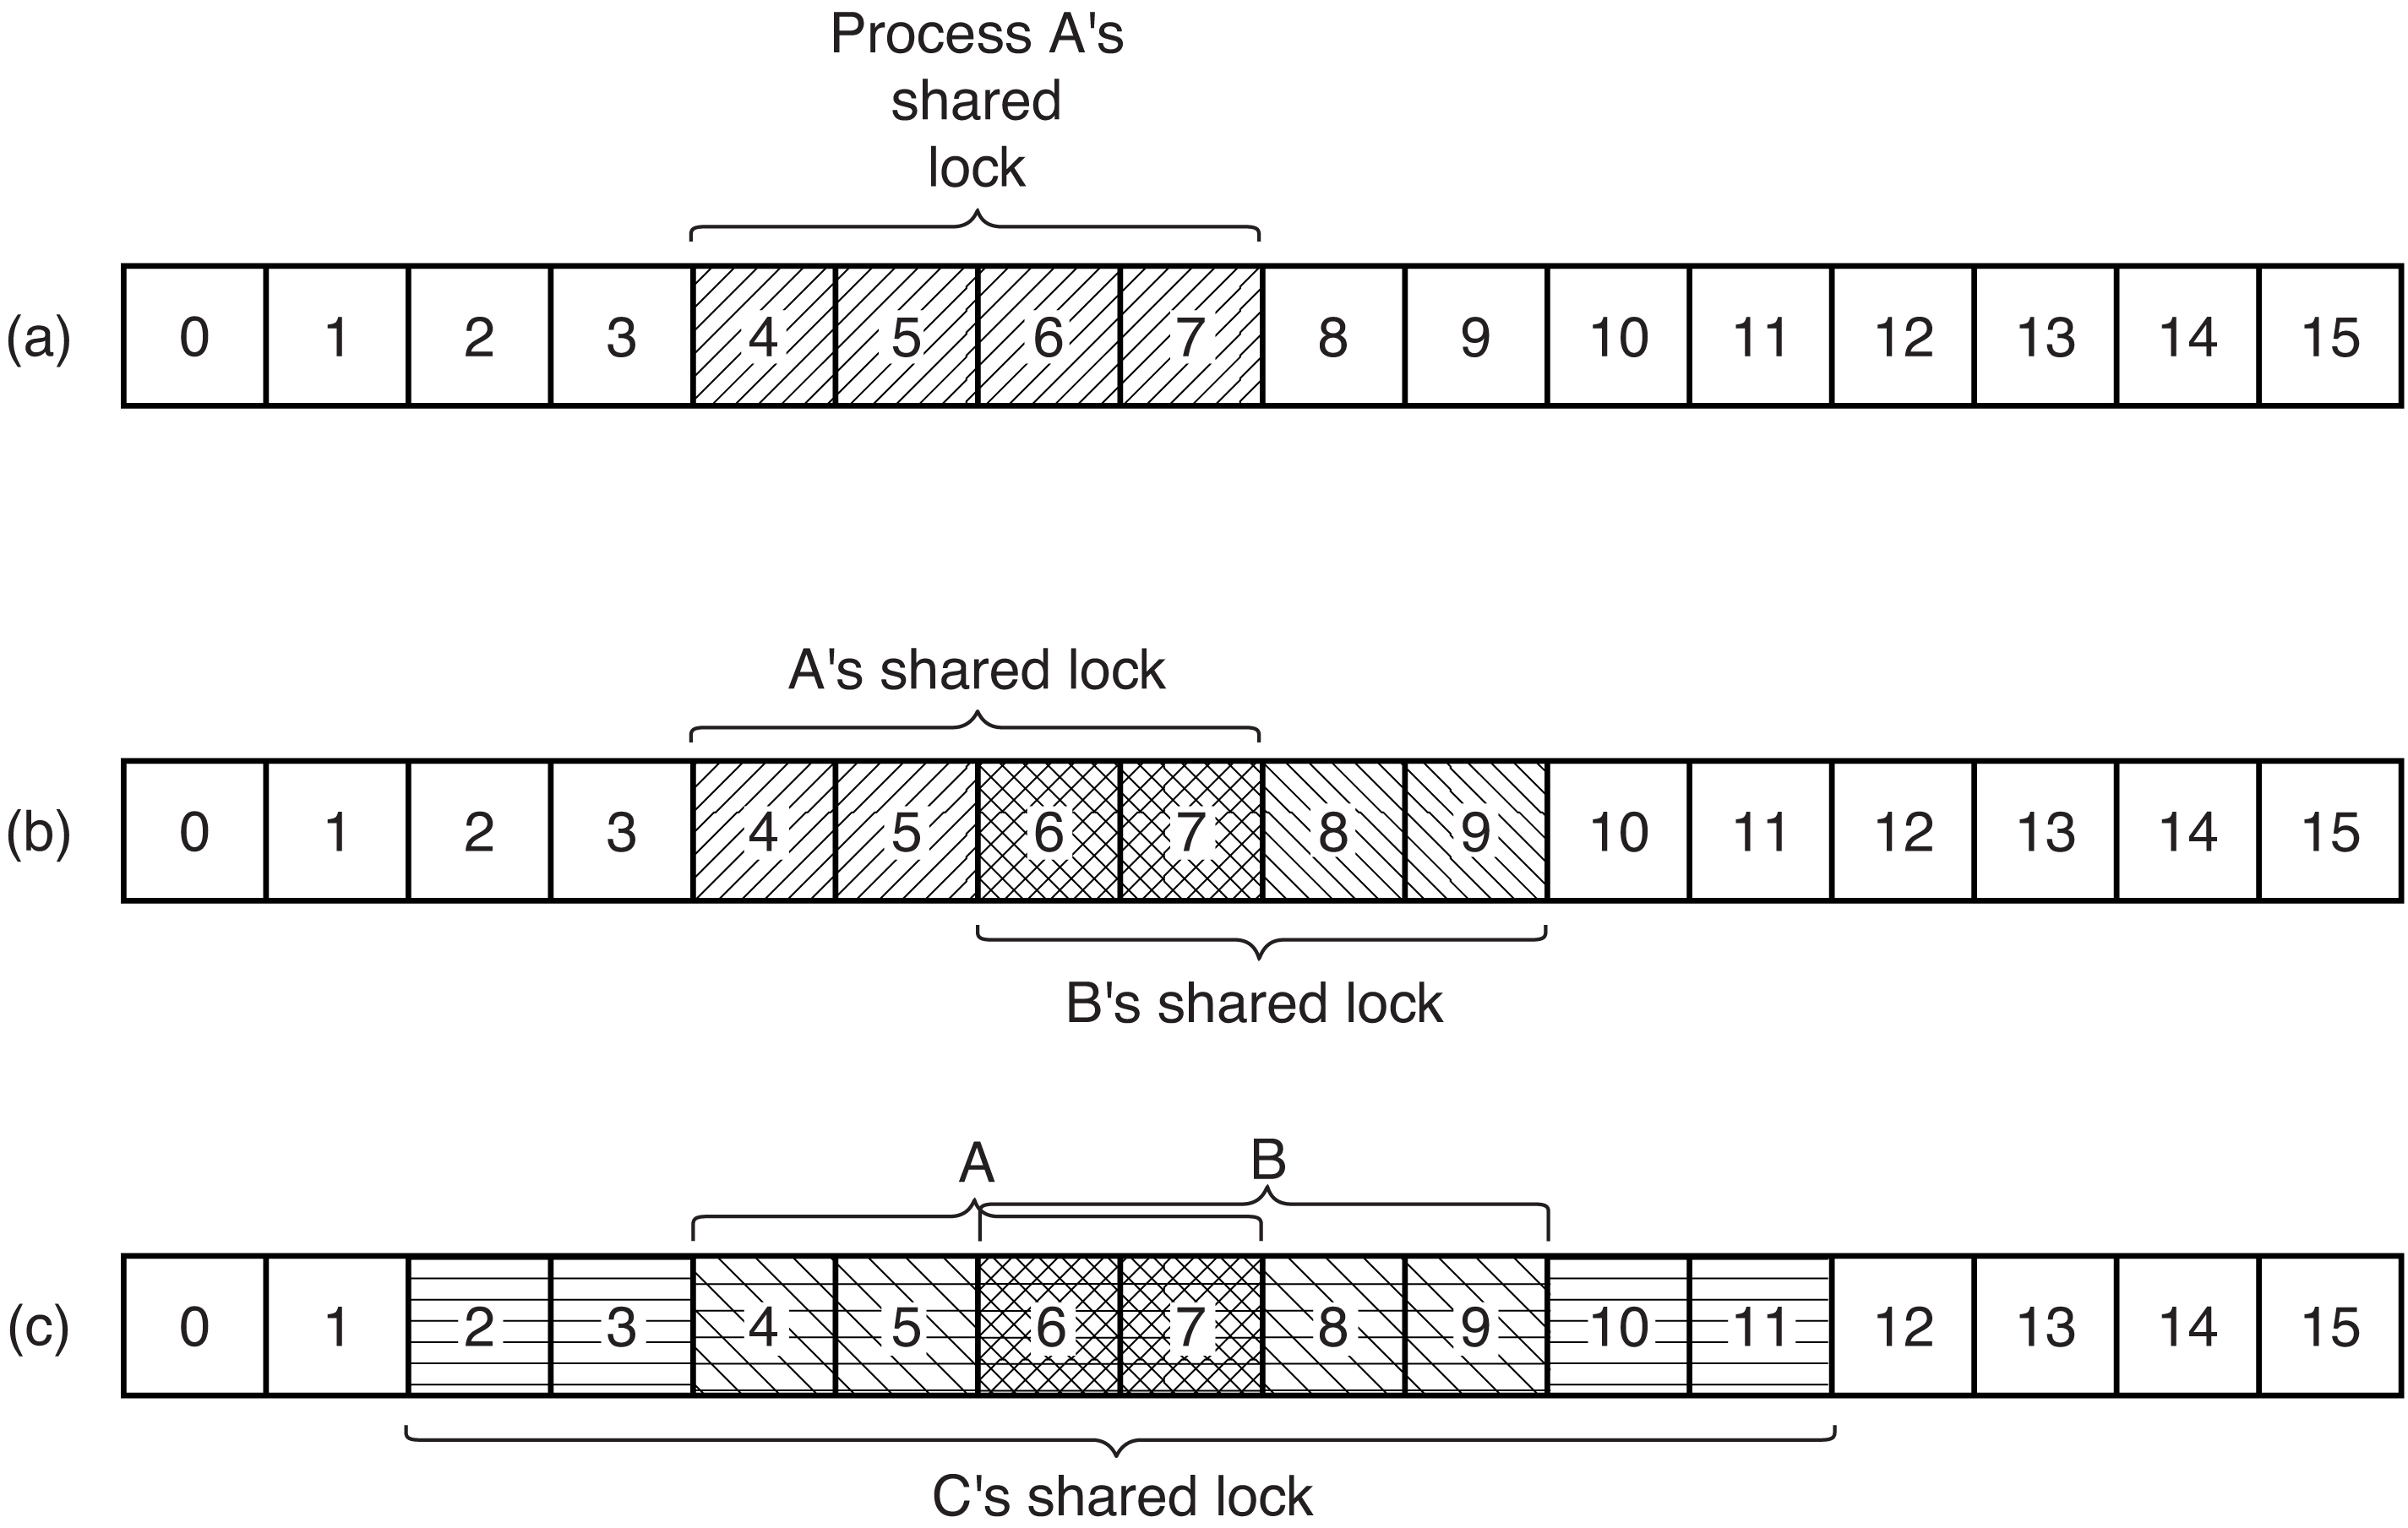 Process A's
shared
lock
(a) 0 1 2 3 4 5 6 7 8 9 10 11 12 13 14 15
A's shared lock
(b) 0 1 2 3 4 5 6 7 8 9 10 11 12 13 14 15
B's shared lock
A B
(c) 0 1 2 3 4 5 6 7 8 9 10 11 12 13 14 15
C's shared lock